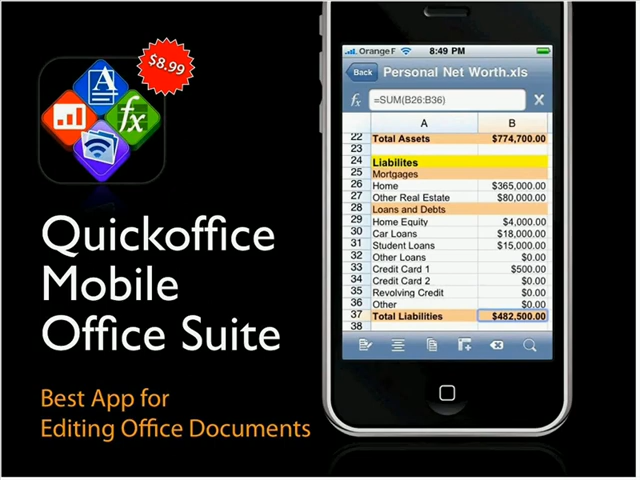 $8.99
A
fx
Quickoffice
Mobile
Office Suite
Best App for
Editing Office Documents
Orange F 8:49 PM
Back Personal Net Worth.xls
fx =SUM(B26:B36) X
A B
22 Total Assets $774,700.00
23
24 Liabilites
25 Mortgages
26 Home $365,000.00
27 Other Real Estate $80,000.00
28 Loans and Debts
29 Home Equity $4,000.00
30 Car Loans $18,000.00
31 Student Loans $15,000.00
32 Other Loans $0.00
33 Credit Card 1 $500.00
34 Credit Card 2 $0.00
35 Revolving Credit $0.00
36 Other $0.00
37 Total Liabilities $482,500.00
38